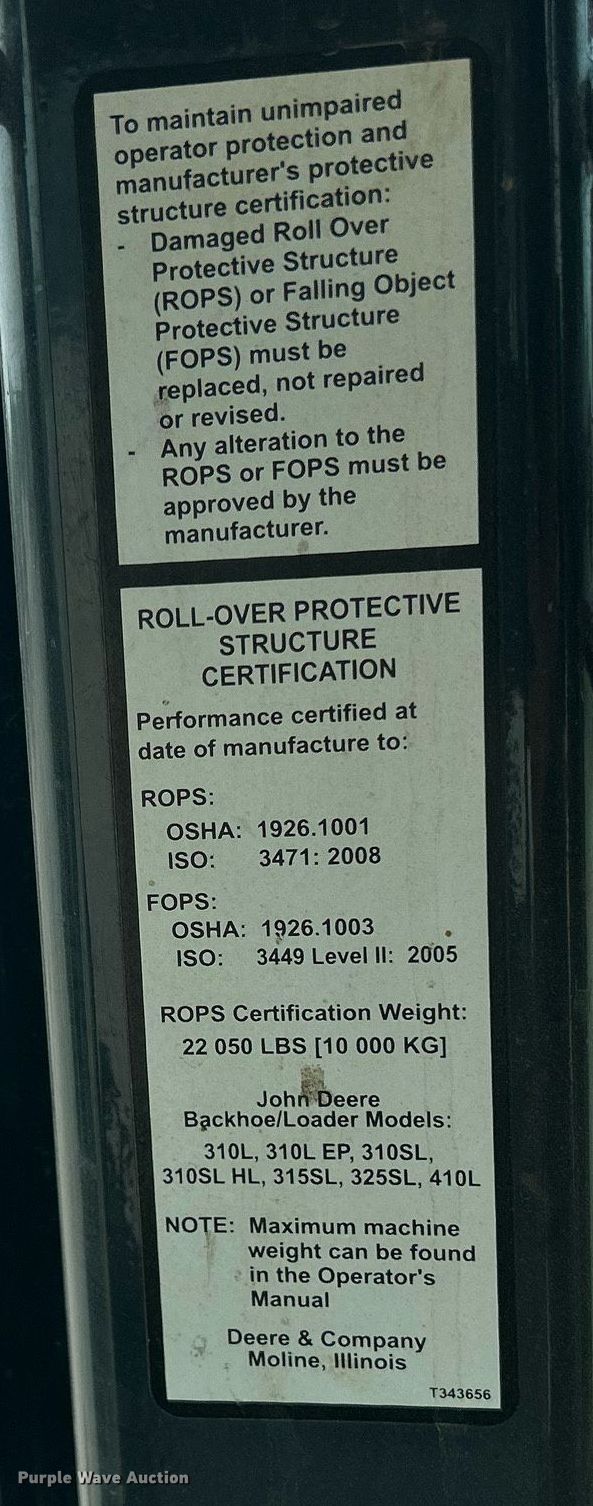 To maintain unimpaired
operator protection and
manufacturer's protective
structure certification:
- Damaged Roll Over
Protective Structure
(ROPS) or Falling Object
Protective Structure
(FOPS) must be
replaced, not repaired
or revised.
- Any alteration to the
ROPS or FOPS must be
approved by the
manufacturer.
ROLL-OVER PROTECTIVE
STRUCTURE
CERTIFICATION
Performance certified at
date of manufacture to:
ROPS:
OSHA: 1926.1001
ISO: 3471: 2008
FOPS:
OSHA: 1926.1003
ISO: 3449 Level II: 2005
ROPS Certification Weight:
22 050 LBS [10 000 KG]
John Deere
Backhoe/Loader Models:
310L, 310L EP, 310SL,
310SL HL, 315SL, 325SL, 410L
NOTE: Maximum machine
weight can be found
in the Operator's
Manual
Deere & Company
Moline, Illinois
T343656
Purple Wave Auction